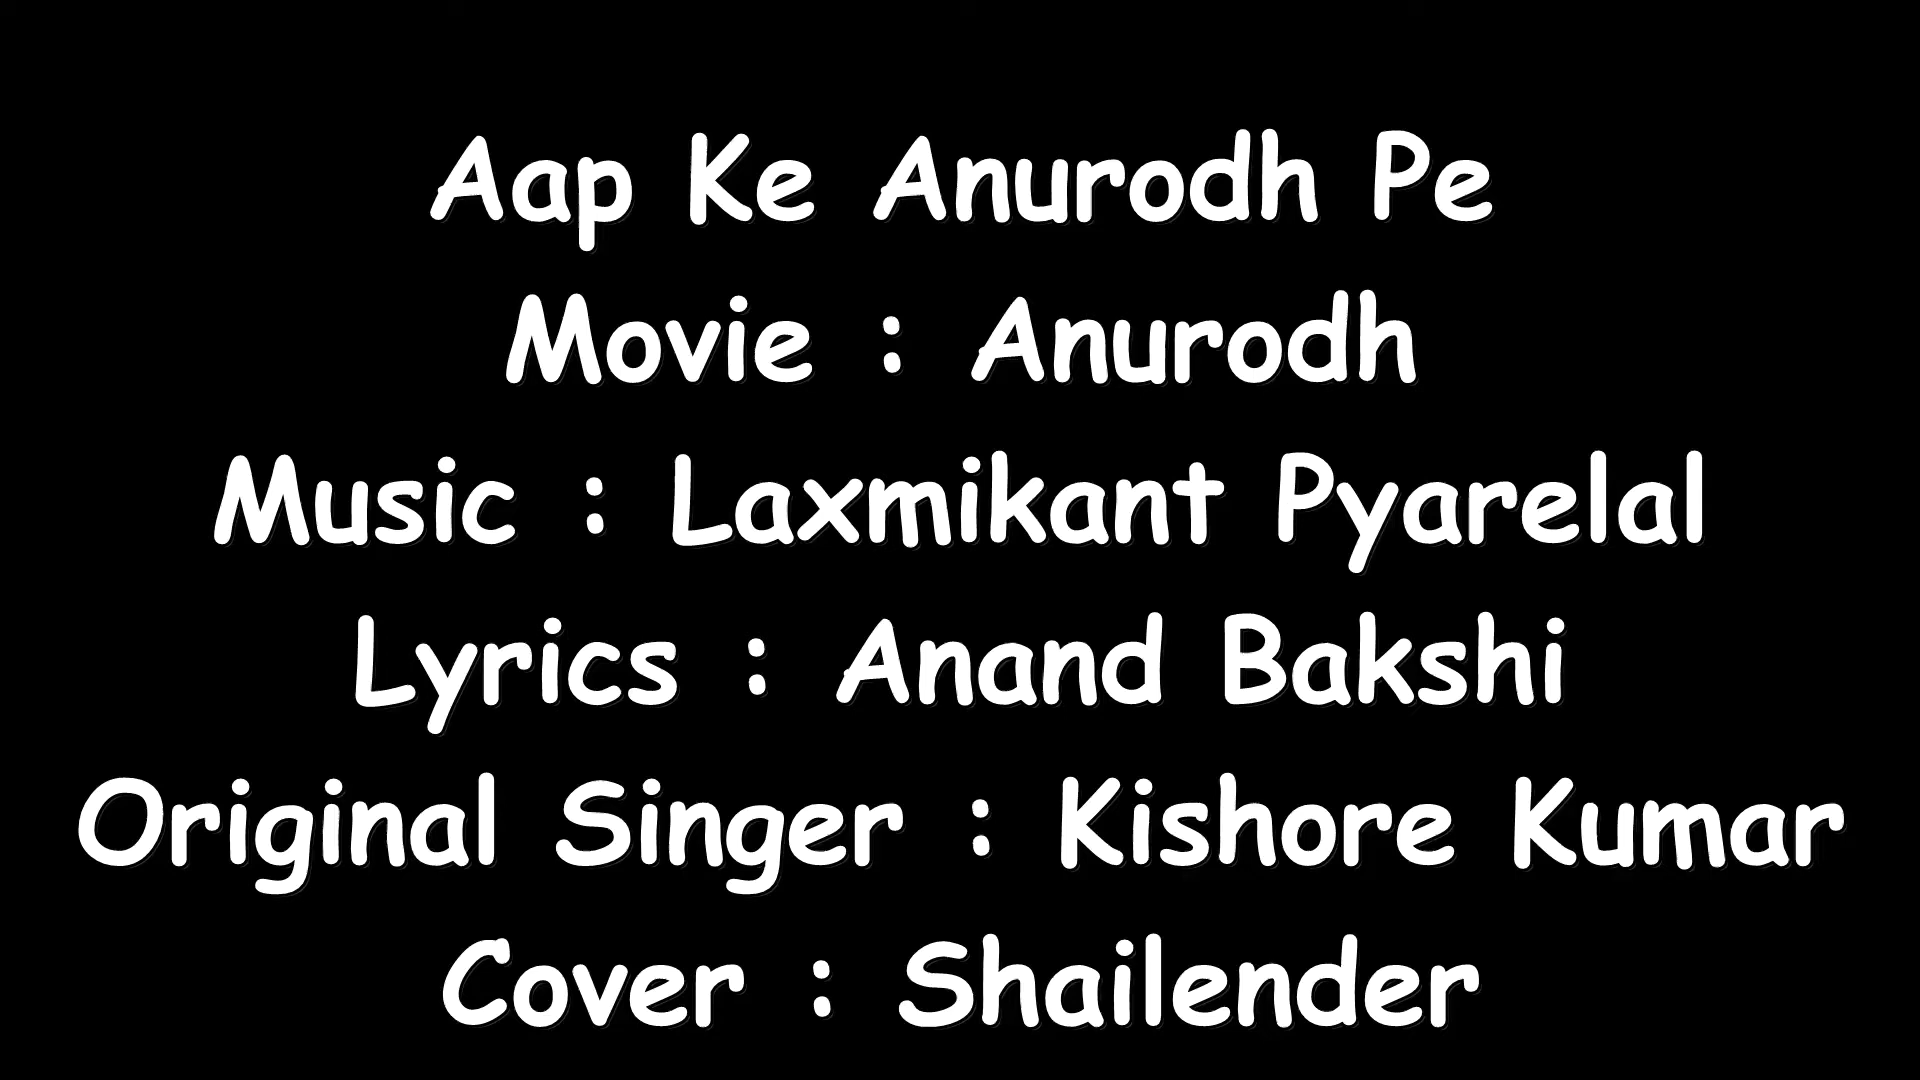 Aap Ke Anurodh Pe
Movie : Anurodh
Music : Laxmikant Pyarelal
Lyrics : Anand Bakshi
Original Singer : Kishore Kumar
Cover : Shailender